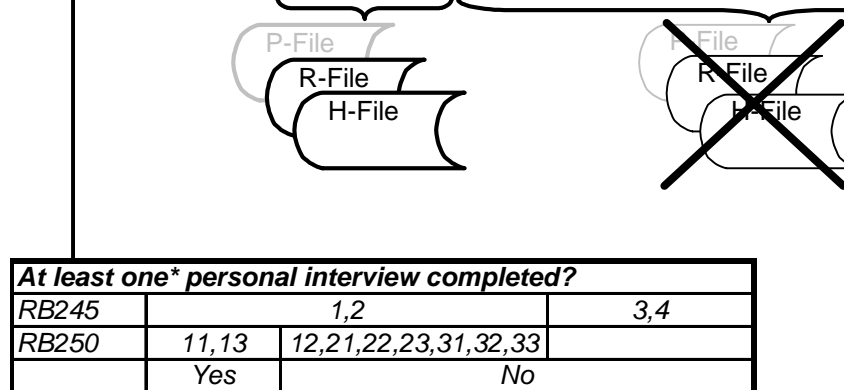 P-File P-File
R-File R-File
H-File H-File
At least one* personal interview completed?
RB245 1,2 3,4
RB250 11,13 12,21,22,23,31,32,33
Yes No